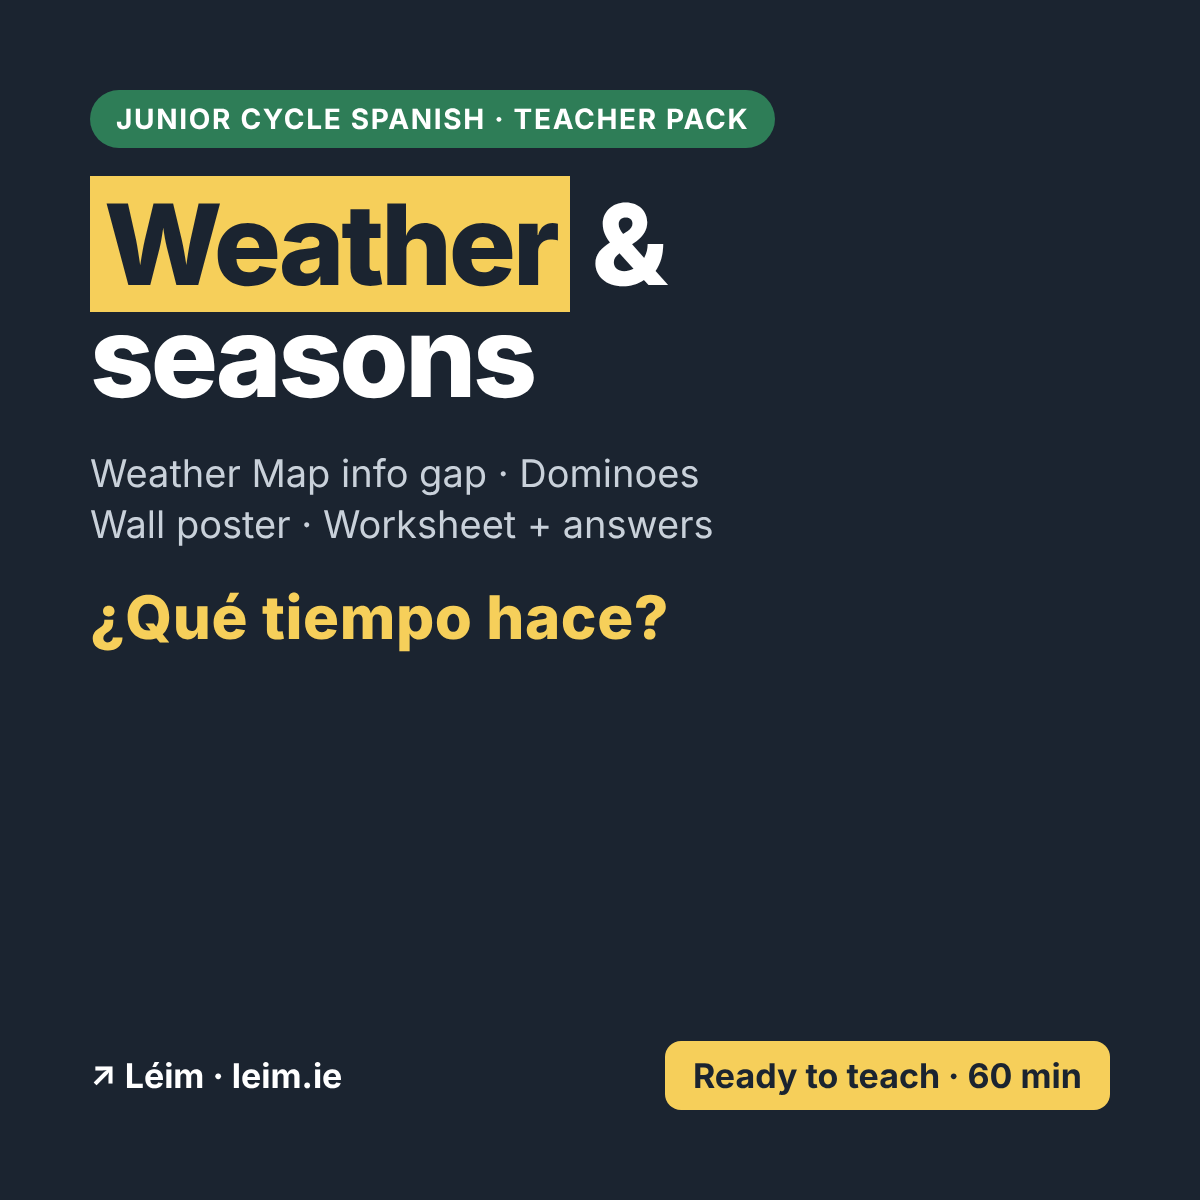 JUNIOR CYCLE SPANISH · TEACHER PACK
Weather &
seasons
Weather Map info gap · Dominoes
Wall poster · Worksheet + answers
¿Qué tiempo hace?
↗ Léim · leim.ie
Ready to teach · 60 min